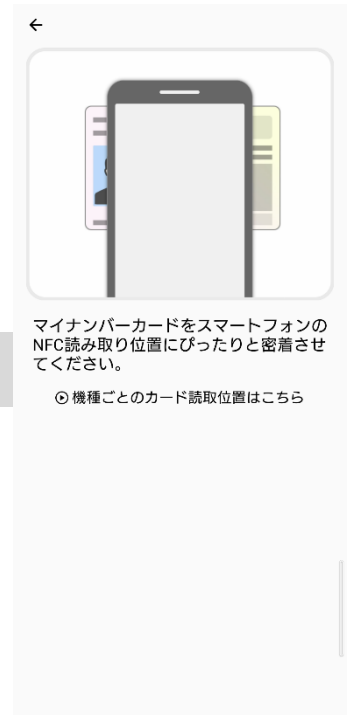 マイナンバーカードをスマートフォンの
NFC読み取り位置にぴったりと密着させ
てください。
機種ごとのカード読取位置はこちら